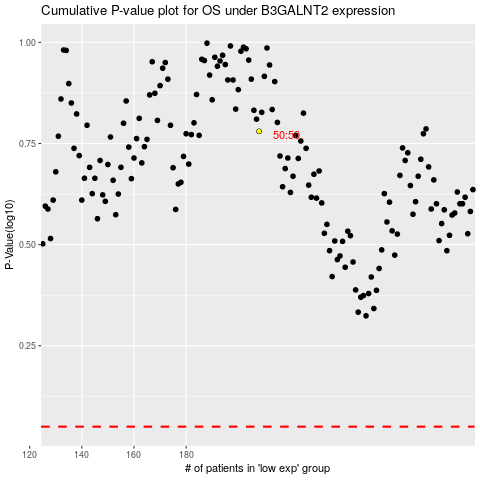 Cumulative P-value plot for OS under B3GALNT2 expression
P-Value(log10)
1.00
0.75
0.50
0.25
50:50
120 140 160 180
# of patients in 'low exp' group